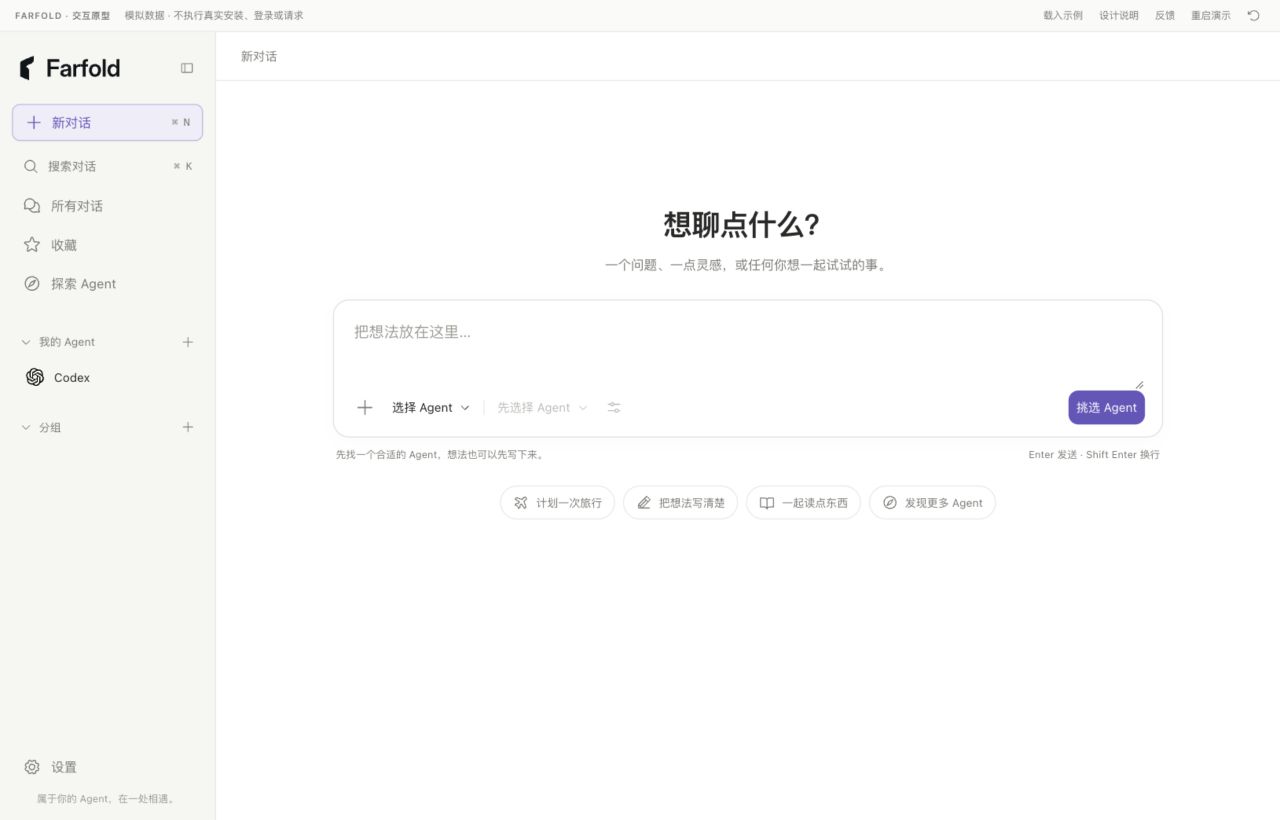 FARFOLD · 交互原型 模拟数据 · 不执行真实安装、登录或请求 载入示例 设计说明 反馈 重启演示
Farfold
新对话
新对话 ⌘ N
搜索对话 ⌘ K
所有对话
收藏
探索 Agent
我的 Agent
Codex
分组
设置
属于你的 Agent，在一处相遇。
想聊点什么?
一个问题、一点灵感，或任何你想一起试试的事。
把想法放在这里...
选择 Agent 先选择 Agent 挑选 Agent
先找一个合适的 Agent，想法也可以先写下来。 Enter 发送 · Shift Enter 换行
计划一次旅行 把想法写清楚 一起读点东西 发现更多 Agent